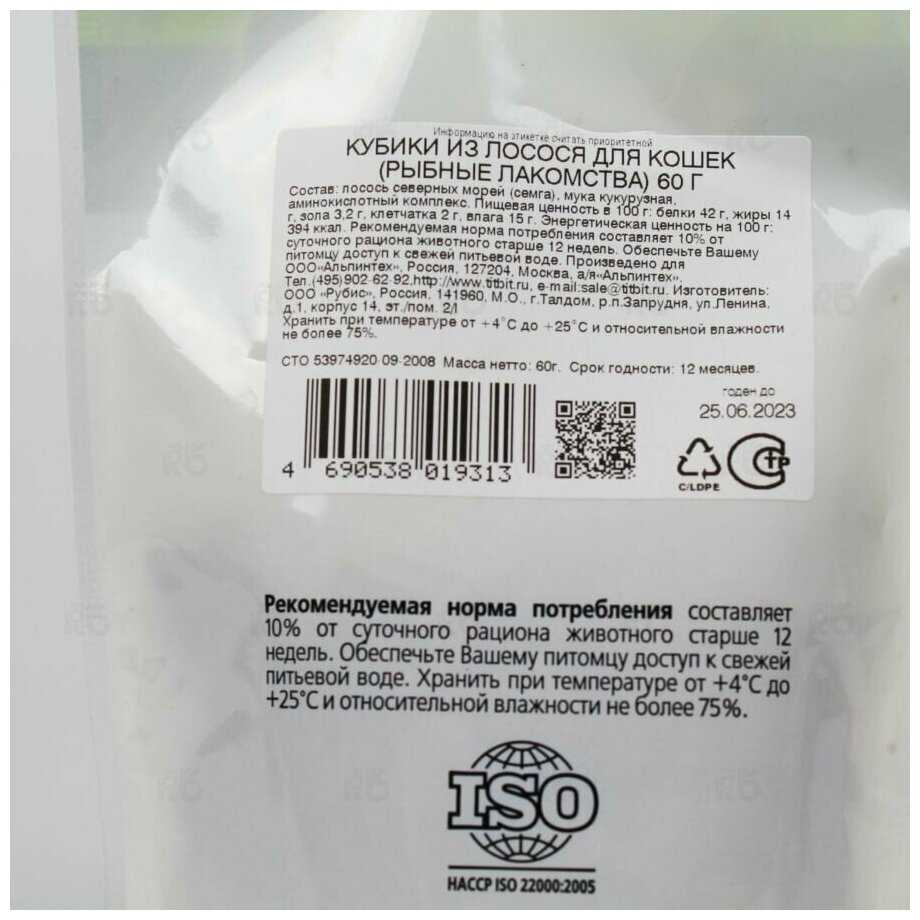 Информацию на этикетке считать приоритетной
КУБИКИ ИЗ ЛОСОСЯ ДЛЯ КОШЕК
(РЫБНЫЕ ЛАКОМСТВА) 60 Г
Состав: лосось северных морей (семга), мука кукурузная,
аминокислотный комплекс. Пищевая ценность в 100 г: белки 42 г, жиры 14
г, зола 3,2 г, клетчатка 2 г, влага 15 г. Энергетическая ценность на 100 г:
394 ккал. Рекомендуемая норма потребления составляет 10% от
суточного рациона животного старше 12 недель. Обеспечьте Вашему
питомцу доступ к свежей питьевой воде. Произведено для
ООО«Альпинтех», Россия, 127204, Москва, а/я«Альпинтех».
Тел.(495)902-62-92,http://www.titbit.ru, e-mail:sale@titbit.ru. Изготовитель:
ООО «Рубис», Россия, 141960, М.О., г.Талдом, р.п.Запрудня, ул.Ленина,
д.1, корпус 14, эт./пом. 2/I
Хранить при температуре от +4°С до +25°С и относительной влажности
не более 75%.
СТО 53974920-09-2008 Масса нетто: 60г. Срок годности: 12 месяцев.
годен до
25.06.2023
4 690538 019313
C/LDPE
СТР
Рекомендуемая норма потребления составляет
10% от суточного рациона животного старше 12
недель. Обеспечьте Вашему питомцу доступ к свежей
питьевой воде. Хранить при температуре от +4°С до
+25°С и относительной влажности не более 75%.
ISO
HACCP ISO 22000:2005